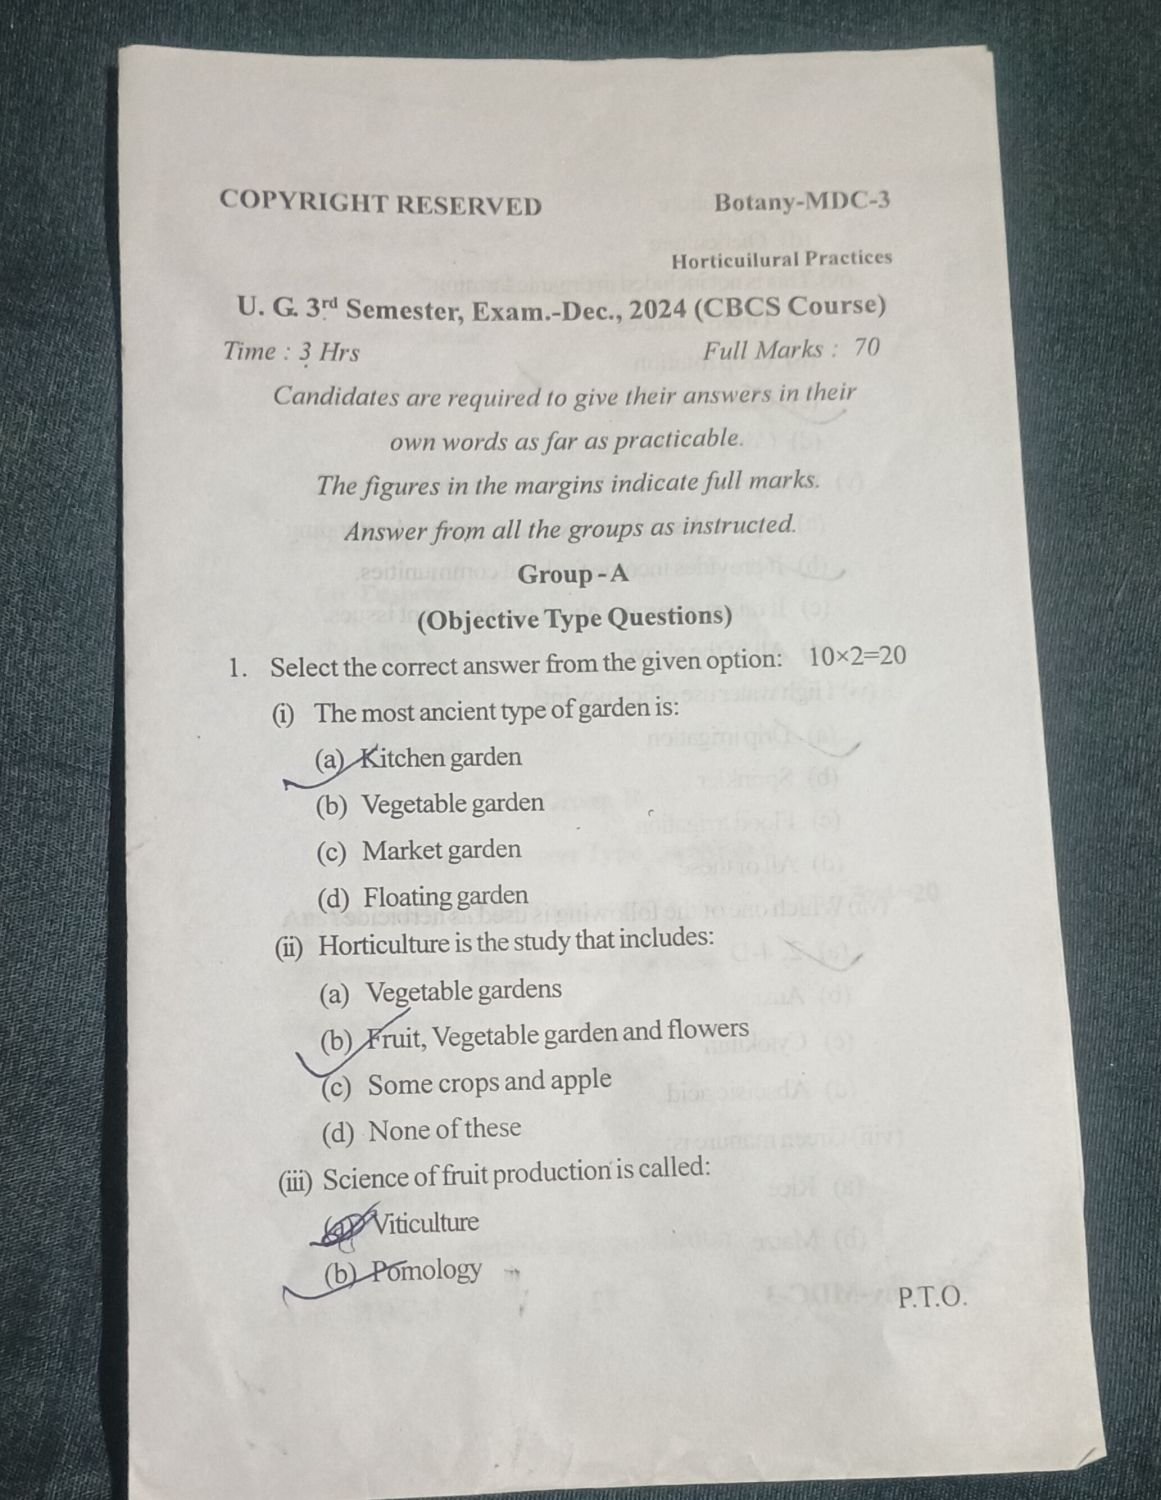 COPYRIGHT RESERVED Botany-MDC-3
Horticuilural Practices
U. G. 3rd Semester, Exam.-Dec., 2024 (CBCS Course)
Time : 3 Hrs Full Marks : 70
Candidates are required to give their answers in their
own words as far as practicable.
The figures in the margins indicate full marks.
Answer from all the groups as instructed.
Group - A
(Objective Type Questions)
1. Select the correct answer from the given option: 10×2=20
(i) The most ancient type of garden is:
(a) Kitchen garden
(b) Vegetable garden
(c) Market garden
(d) Floating garden
(ii) Horticulture is the study that includes:
(a) Vegetable gardens
(b) Fruit, Vegetable garden and flowers
(c) Some crops and apple
(d) None of these
(iii) Science of fruit production is called:
(a) Viticulture
(b) Pomology
P.T.O.